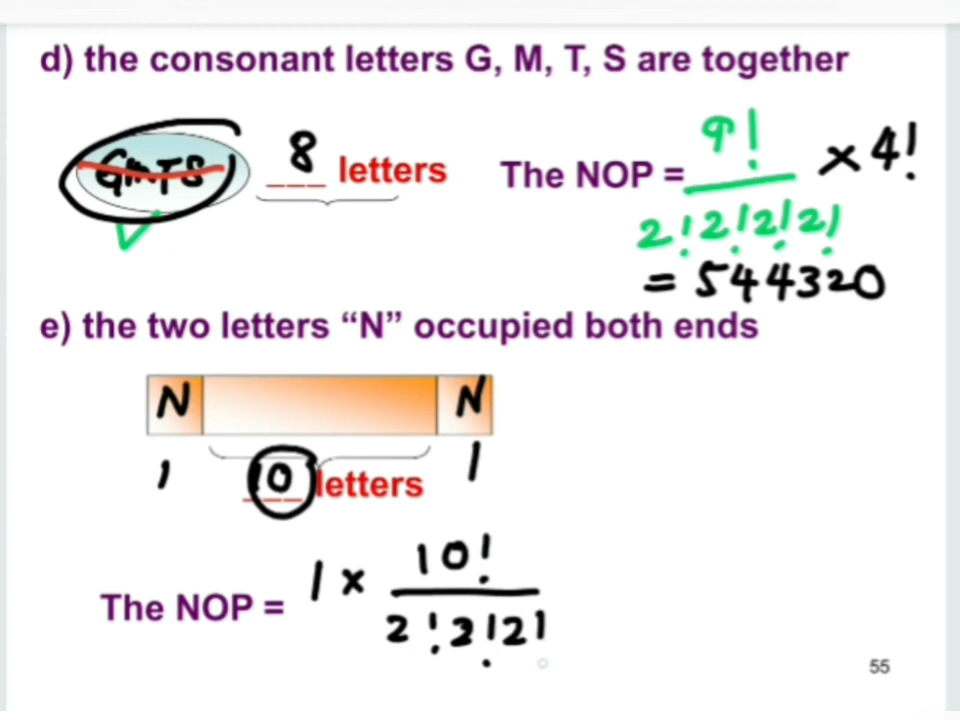 d) the consonant letters G, M, T, S are together
GMTS 8 letters The NOP = 9! / 2!2!2!2! × 4!
= 544320
e) the two letters “N” occupied both ends
N N
1 10 letters 1
The NOP = 1 × 10! / 2!2!2!
55